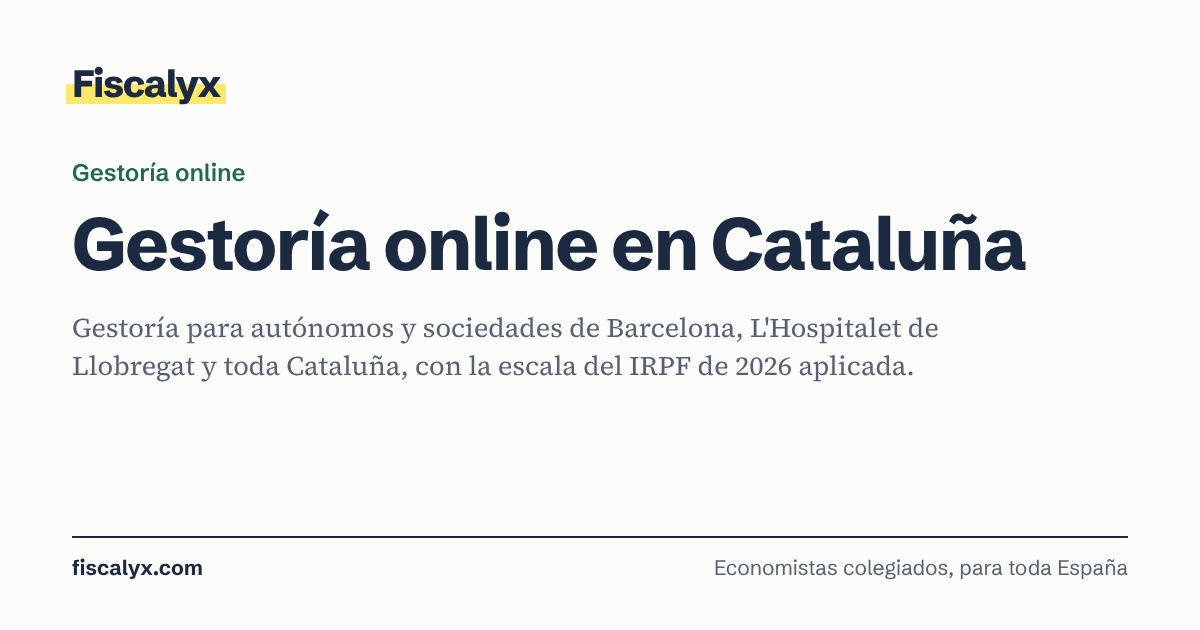 Fiscalyx
Gestoría online
Gestoría online en Cataluña
Gestoría para autónomos y sociedades de Barcelona, L'Hospitalet de
Llobregat y toda Cataluña, con la escala del IRPF de 2026 aplicada.
fiscalyx.com
Economistas colegiados, para toda España